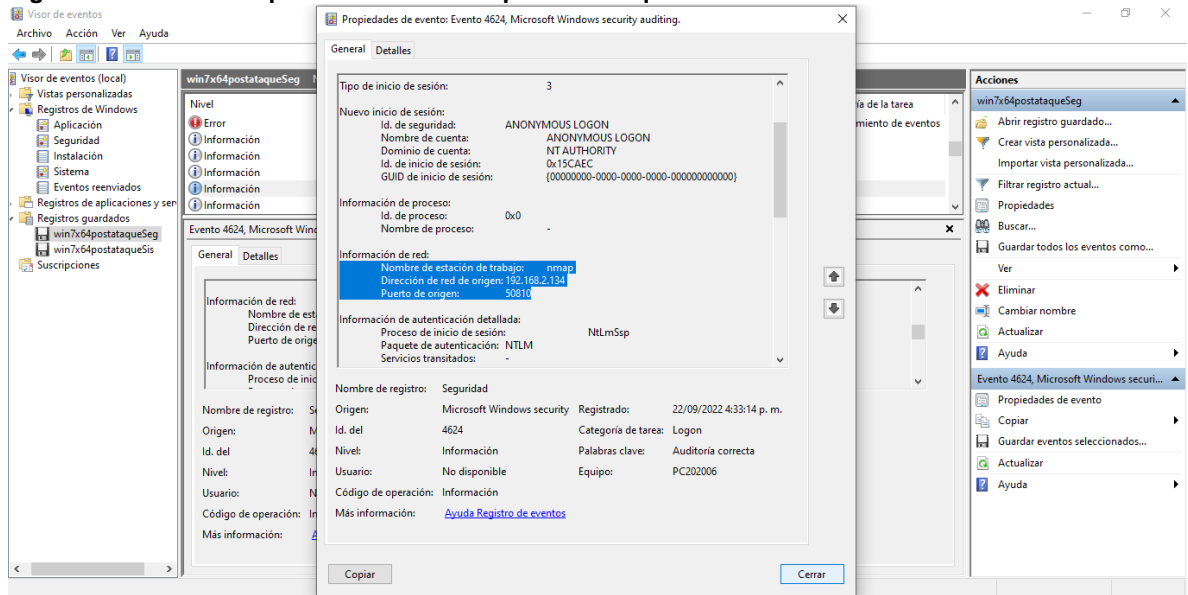 Visor de eventos
Archivo Acción Ver Ayuda
Visor de eventos (local)
Vistas personalizadas
Registros de Windows
Aplicación
Seguridad
Instalación
Sistema
Eventos reenviados
Registros de aplicaciones y ser
Registros guardados
win7x64postataqueSeg
win7x64postataqueSis
Suscripciones
win7x64postataqueSeg
Nivel
Error
Información
Información
Información
Información
Información
ía de la tarea
miento de eventos
Evento 4624, Microsoft Wind
General Detalles
Información de red:
Nombre de est
Dirección de re
Puerto de orige
Información de autentic
Proceso de inic
Nombre de registro: S
Origen: M
Id. del 46
Nivel: In
Usuario: N
Código de operación: In
Más información: A
Propiedades de evento: Evento 4624, Microsoft Windows security auditing.
General Detalles
Tipo de inicio de sesión: 3
Nuevo inicio de sesión:
Id. de seguridad: ANONYMOUS LOGON
Nombre de cuenta: ANONYMOUS LOGON
Dominio de cuenta: NT AUTHORITY
Id. de inicio de sesión: 0x15CAEC
GUID de inicio de sesión: {00000000-0000-0000-0000-000000000000}
Información de proceso:
Id. de proceso: 0x0
Nombre de proceso: -
Información de red:
Nombre de estación de trabajo: nmap
Dirección de red de origen: 192.168.2.134
Puerto de origen: 50810
Información de autenticación detallada:
Proceso de inicio de sesión: NtLmSsp
Paquete de autenticación: NTLM
Servicios transitados: -
Nombre de registro: Seguridad
Origen: Microsoft Windows security Registrado: 22/09/2022 4:33:14 p. m.
Id. del 4624 Categoría de tarea: Logon
Nivel: Información Palabras clave: Auditoría correcta
Usuario: No disponible Equipo: PC202006
Código de operación: Información
Más información: Ayuda Registro de eventos
Copiar Cerrar
Acciones
win7x64postataqueSeg
Abrir registro guardado...
Crear vista personalizada...
Importar vista personalizada...
Filtrar registro actual...
Propiedades
Buscar...
Guardar todos los eventos como...
Ver
Eliminar
Cambiar nombre
Actualizar
Ayuda
Evento 4624, Microsoft Windows securi...
Propiedades de evento
Copiar
Guardar eventos seleccionados...
Actualizar
Ayuda